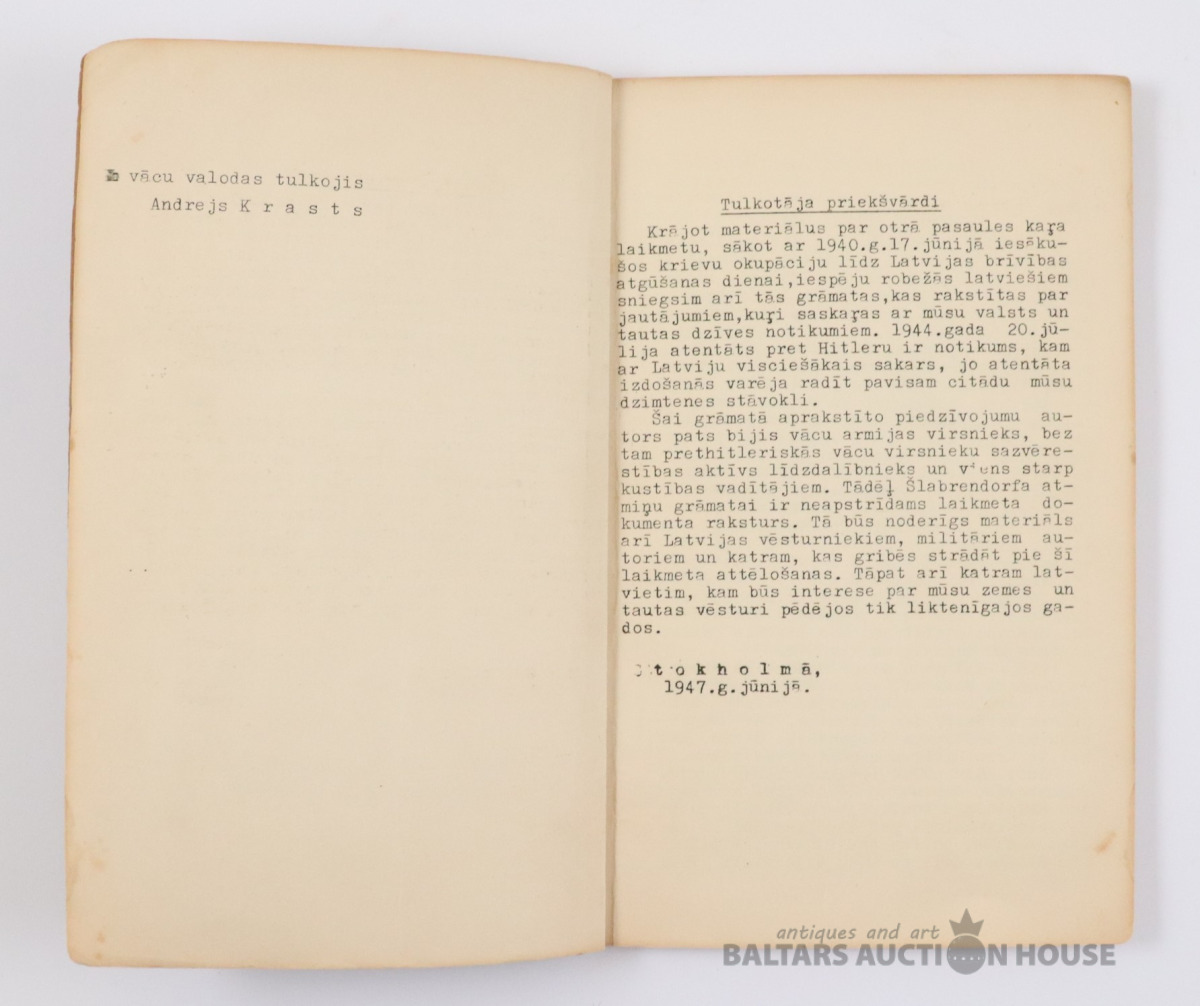 vācu valodas tulkojis
Andrejs K r a s t s
Tulkotāja priekšvārdi
Krājot materiālus par otrā pasaules kaŗa
laikmetu, sākot ar 1940.g.17.jūnijā iesāku-
šos krievu okupāciju līdz Latvijas brīvības
atgūšanas dienai,iespēju robežās latviešiem
sniegsim arī tās grāmatas,kas rakstītas par
jautājumiem,kuŗi saskaŗas ar mūsu valsts un
tautas dzīves notikumiem. 1944.gada 20.jū-
lija atentāts pret Hitleru ir notikums, kam
ar Latviju visciešākais sakars, jo atentāta
izdošanās varēja radīt pavisam citādu mūsu
dzimtenes stāvokli.
Šai grāmatā aprakstīto piedzīvojumu au-
tors pats bijis vācu armijas virsnieks, bez
tam prethitleriskās vācu virsnieku sazvēre-
stības aktīvs līdzdalībnieks un viens starp
kustības vadītājiem. Tādēļ Šlabrendorfa at-
miņu grāmatai ir neapstrīdams laikmeta do-
kumenta raksturs. Tā būs noderīgs materiāls
arī Latvijas vēsturniekiem, militāriem au-
toriem un katram, kas gribēs strādāt pie šī
laikmeta attēlošanas. Tāpat arī katram lat-
vietim, kam būs interese par mūsu zemes un
tautas vēsturi pēdējos tik liktenīgajos ga-
dos.
S t o k h o l m ā,
1947.g.jūnijā.
antiques and art
BALTARS AUCTION HOUSE